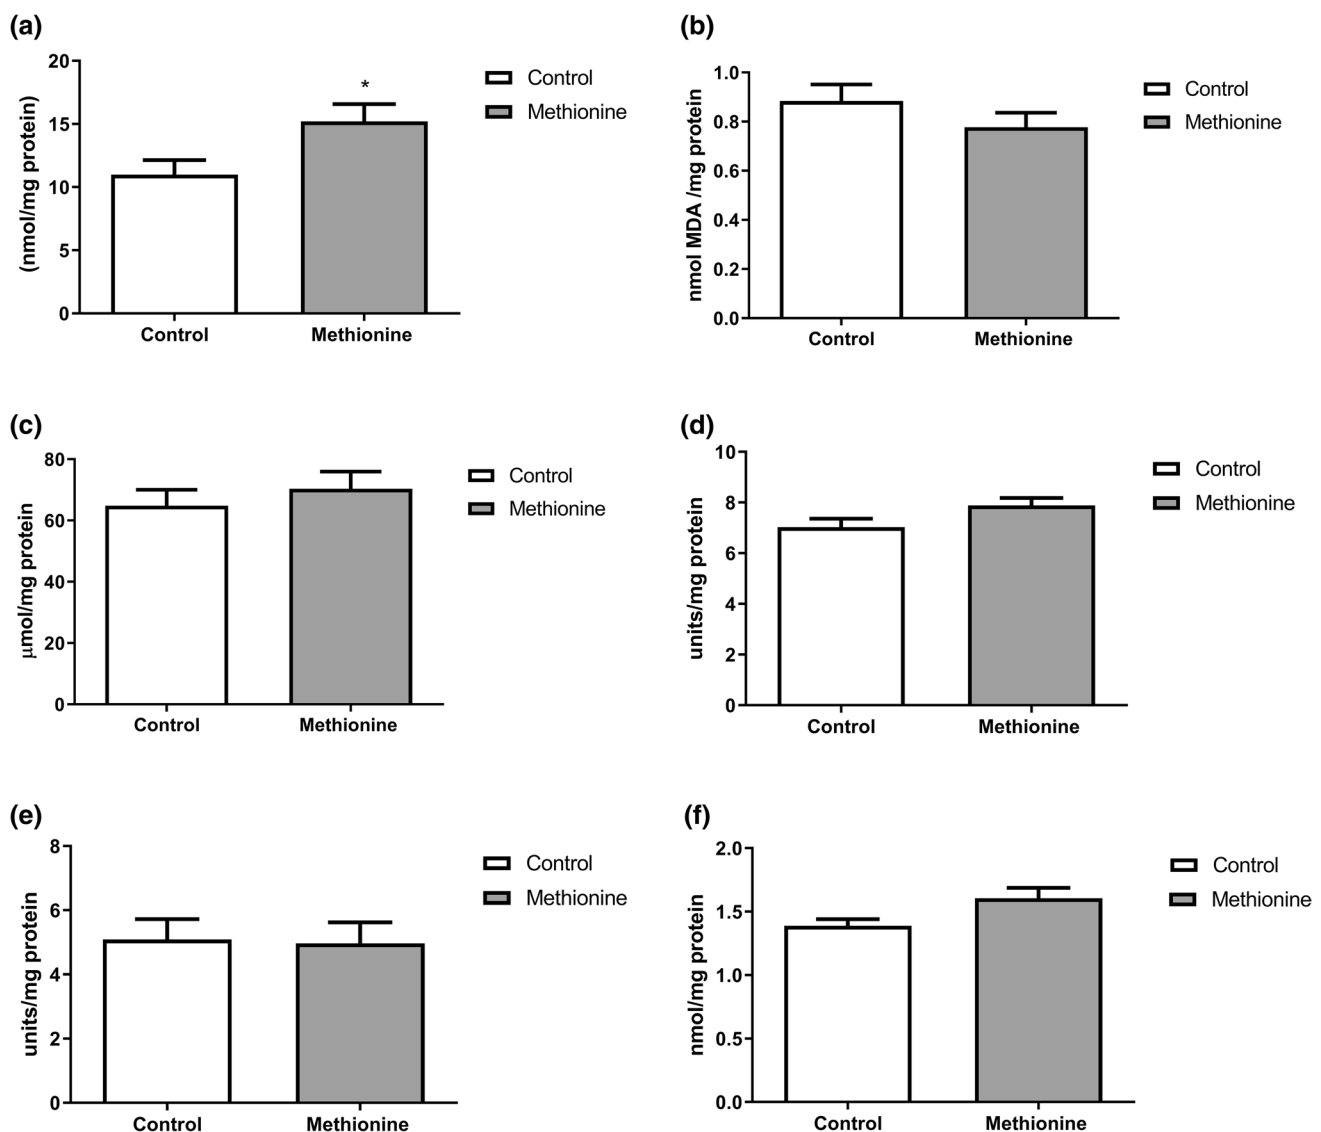 (a)
20
15
10
5
0
(nmol/mg protein)
*
Control
Methionine
Control
Methionine
(b)
1.0
0.8
0.6
0.4
0.2
0.0
nmol MDA /mg protein
Control
Methionine
Control
Methionine
(c)
80
60
40
20
0
μmol/mg protein
Control
Methionine
Control
Methionine
(d)
10
8
6
4
2
0
units/mg protein
Control
Methionine
Control
Methionine
(e)
8
6
4
2
0
units/mg protein
Control
Methionine
Control
Methionine
(f)
2.0
1.5
1.0
0.5
0.0
nmol/mg protein
Control
Methionine
Control
Methionine